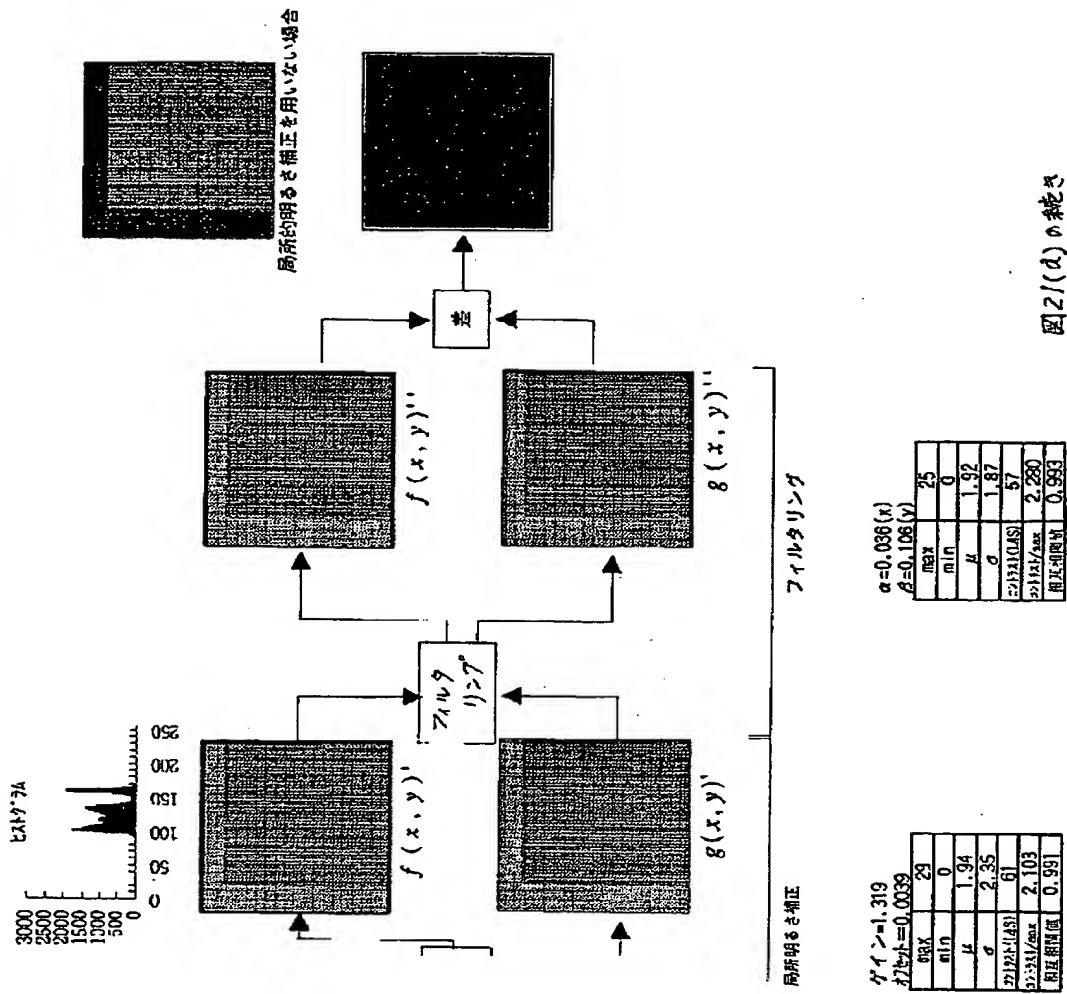 ヒストグラム
3000
2500
2000
1500
1000
500
0
0
50
100
150
200
250
f(x,y)'
g(x,y)'
フィルタ
リング
f(x,y)''
g(x,y)''
差
局所的明るさ補正を用いない場合
局所明るさ補正
フィルタリング
ゲイン=1.319
オフセット=0.0039
max 29
min 0
μ 1.94
σ 2.35
コントラスト(LAS) 61
コントラスト/max 2.103
相互相関値 0.991
α=0.036(x)
β=0.106(y)
max 25
min 0
μ 1.92
σ 1.87
コントラスト(LAS) 57
コントラスト/max 2.280
相互相関値 0.993
図21(a)の続き